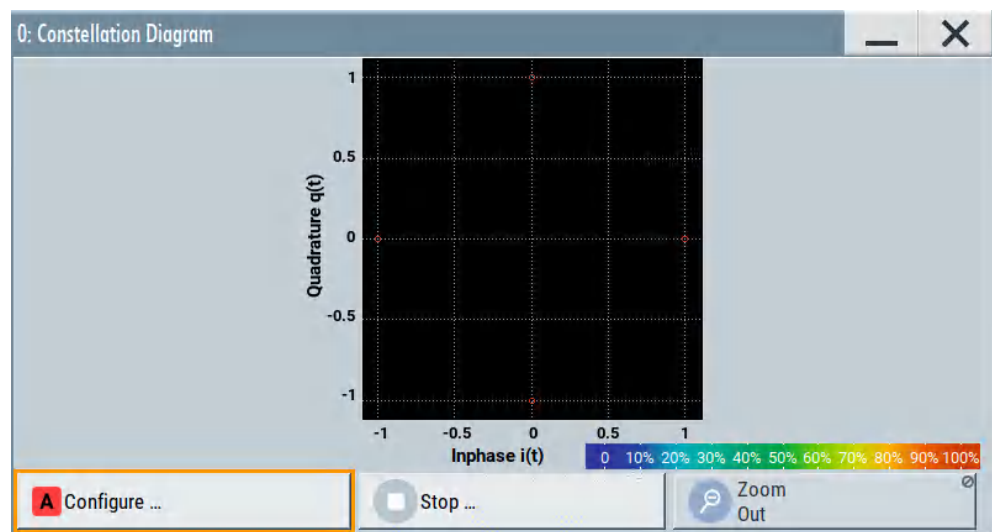 0: Constellation Diagram
1
0.5
0
-0.5
-1
Quadrature q(t)
-1 -0.5 0 0.5 1
Inphase i(t)
0 10% 20% 30% 40% 50% 60% 70% 80% 90% 100%
A Configure ...
Stop ...
Zoom
Out